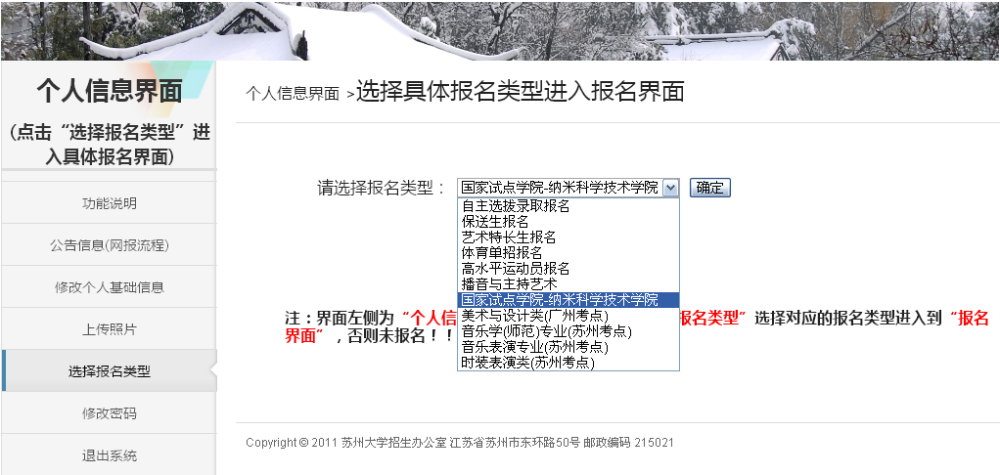 个人信息界面
(点击“选择报名类型”进
入具体报名界面)
功能说明
公告信息(网报流程)
修改个人基础信息
上传照片
选择报名类型
修改密码
退出系统
个人信息界面 >选择具体报名类型进入报名界面
请选择报名类型： 国家试点学院-纳米科学技术学院 确定
自主选拔录取报名
保送生报名
艺术特长生报名
体育单招报名
高水平运动员报名
播音与主持艺术
国家试点学院-纳米科学技术学院
美术与设计类(广州考点)
音乐学(师范)专业(苏州考点)
音乐表演专业(苏州考点)
时装表演类(苏州考点)
注：界面左侧为“个人信 报名类型”选择对应的报名类型进入到“报名
界面”，否则未报名！！
Copyright © 2011 苏州大学招生办公室 江苏省苏州市东环路50号 邮政编码 215021